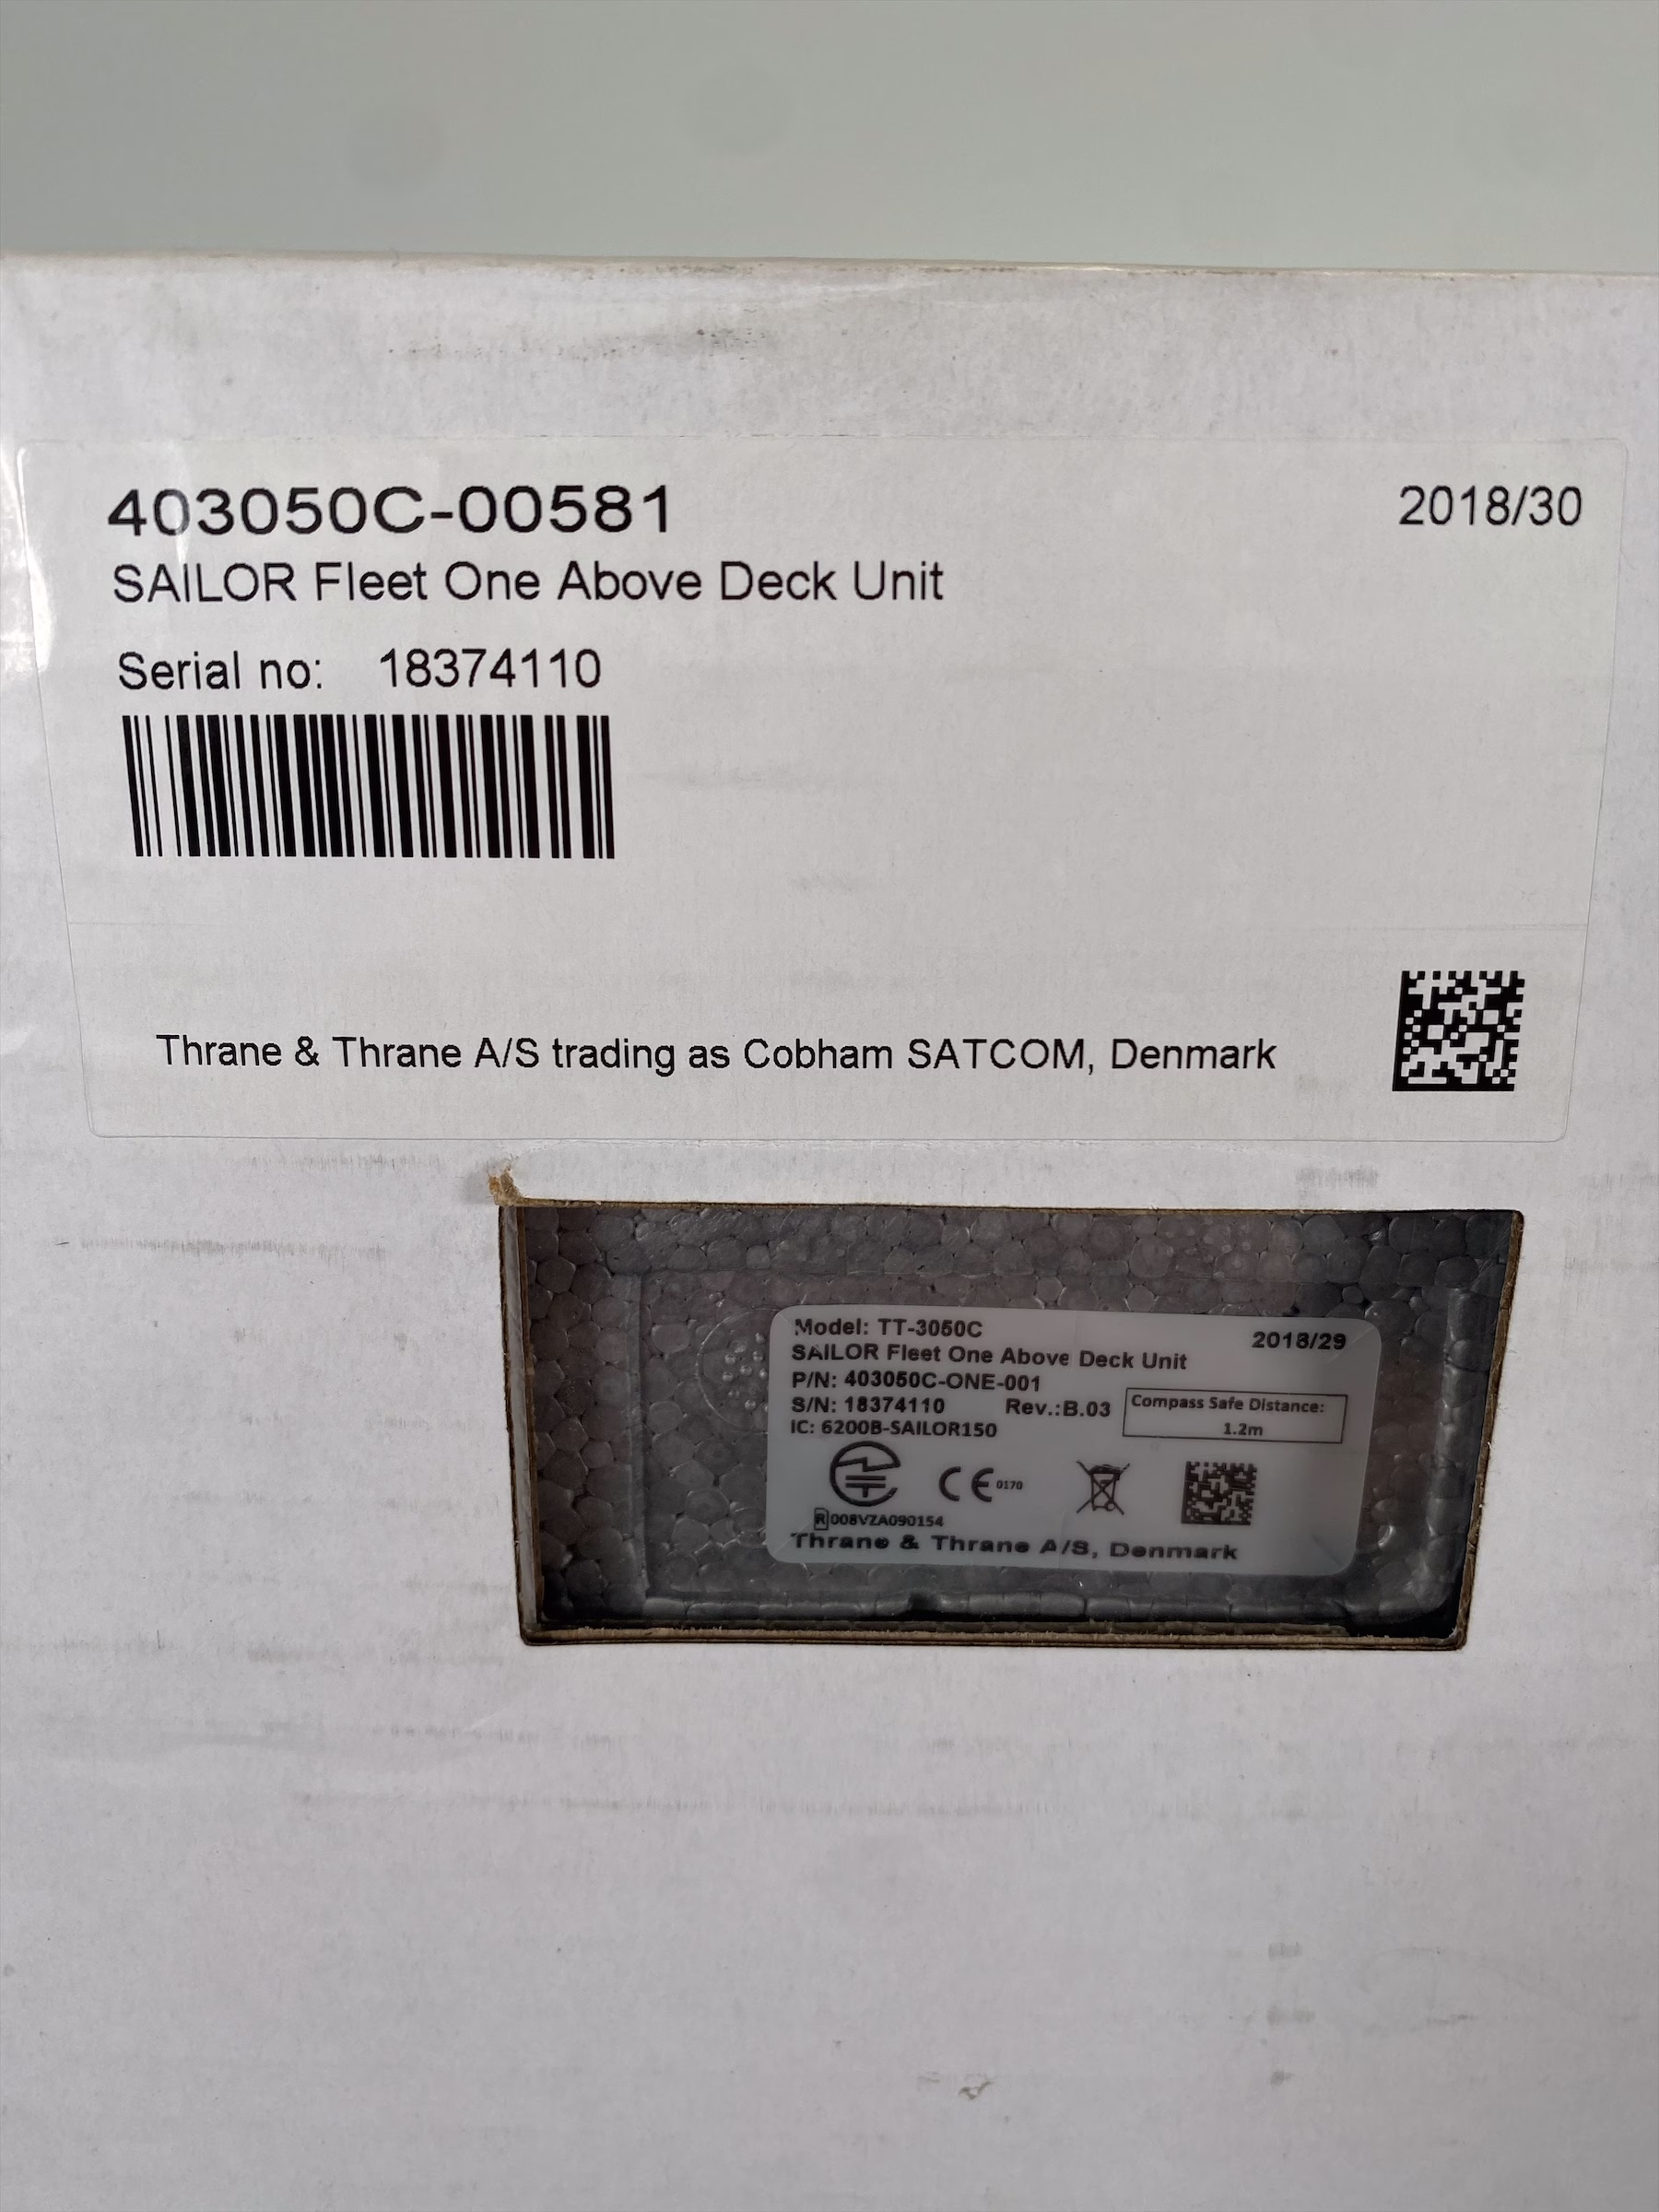 403050C-00581 2018/30
SAILOR Fleet One Above Deck Unit
Serial no: 18374110
Thrane & Thrane A/S trading as Cobham SATCOM, Denmark
Model: TT-3050C 2018/29
SAILOR Fleet One Above Deck Unit
P/N: 403050C-ONE-001
S/N: 18374110 Rev.:B.03 Compass Safe Distance:
IC: 6200B-SAILOR150 1.2m
CE 0170
R 008VZA090154
Thrane & Thrane A/S, Denmark